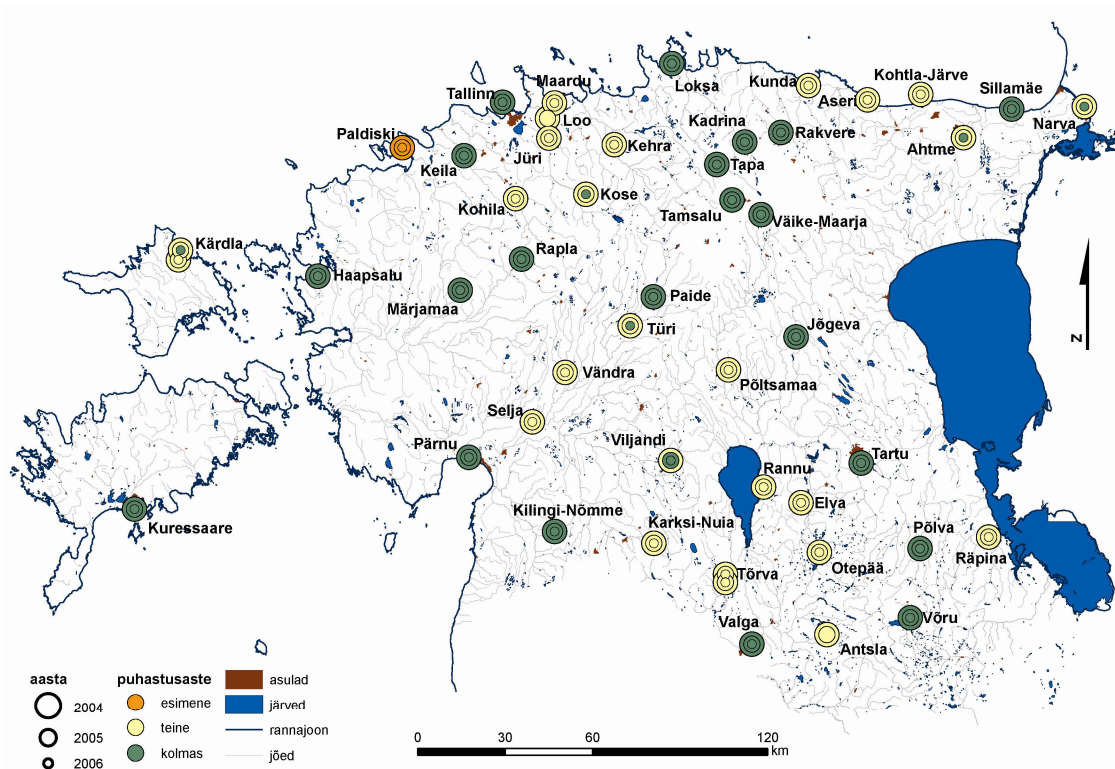 Maardu
Loksa
Kunda
Kohtla-Järve
Aseri
Sillamäe
Tallinn
Loo
Kadrina
Rakvere
Narva
Paldiski
Ahtme
Keila
Jüri
Kehra
Tapa
Kohila
Kose
Tamsalu
Väike-Maarja
Kärdla
Rapla
Haapsalu
Märjamaa
Paide
Türi
Jõgeva
N
Vändra
Põltsamaa
Selja
Pärnu
Viljandi
Tartu
Rannu
Elva
Kuressaare
Kilingi-Nõmme
Karksi-Nuia
Põlva
Räpina
Otepää
Tõrva
Valga
Võru
Antsla
aasta
2004
2005
2006
puhastusaste
esimene
teine
kolmas
asulad
järved
rannajoon
jõed
0 30 60 120
km